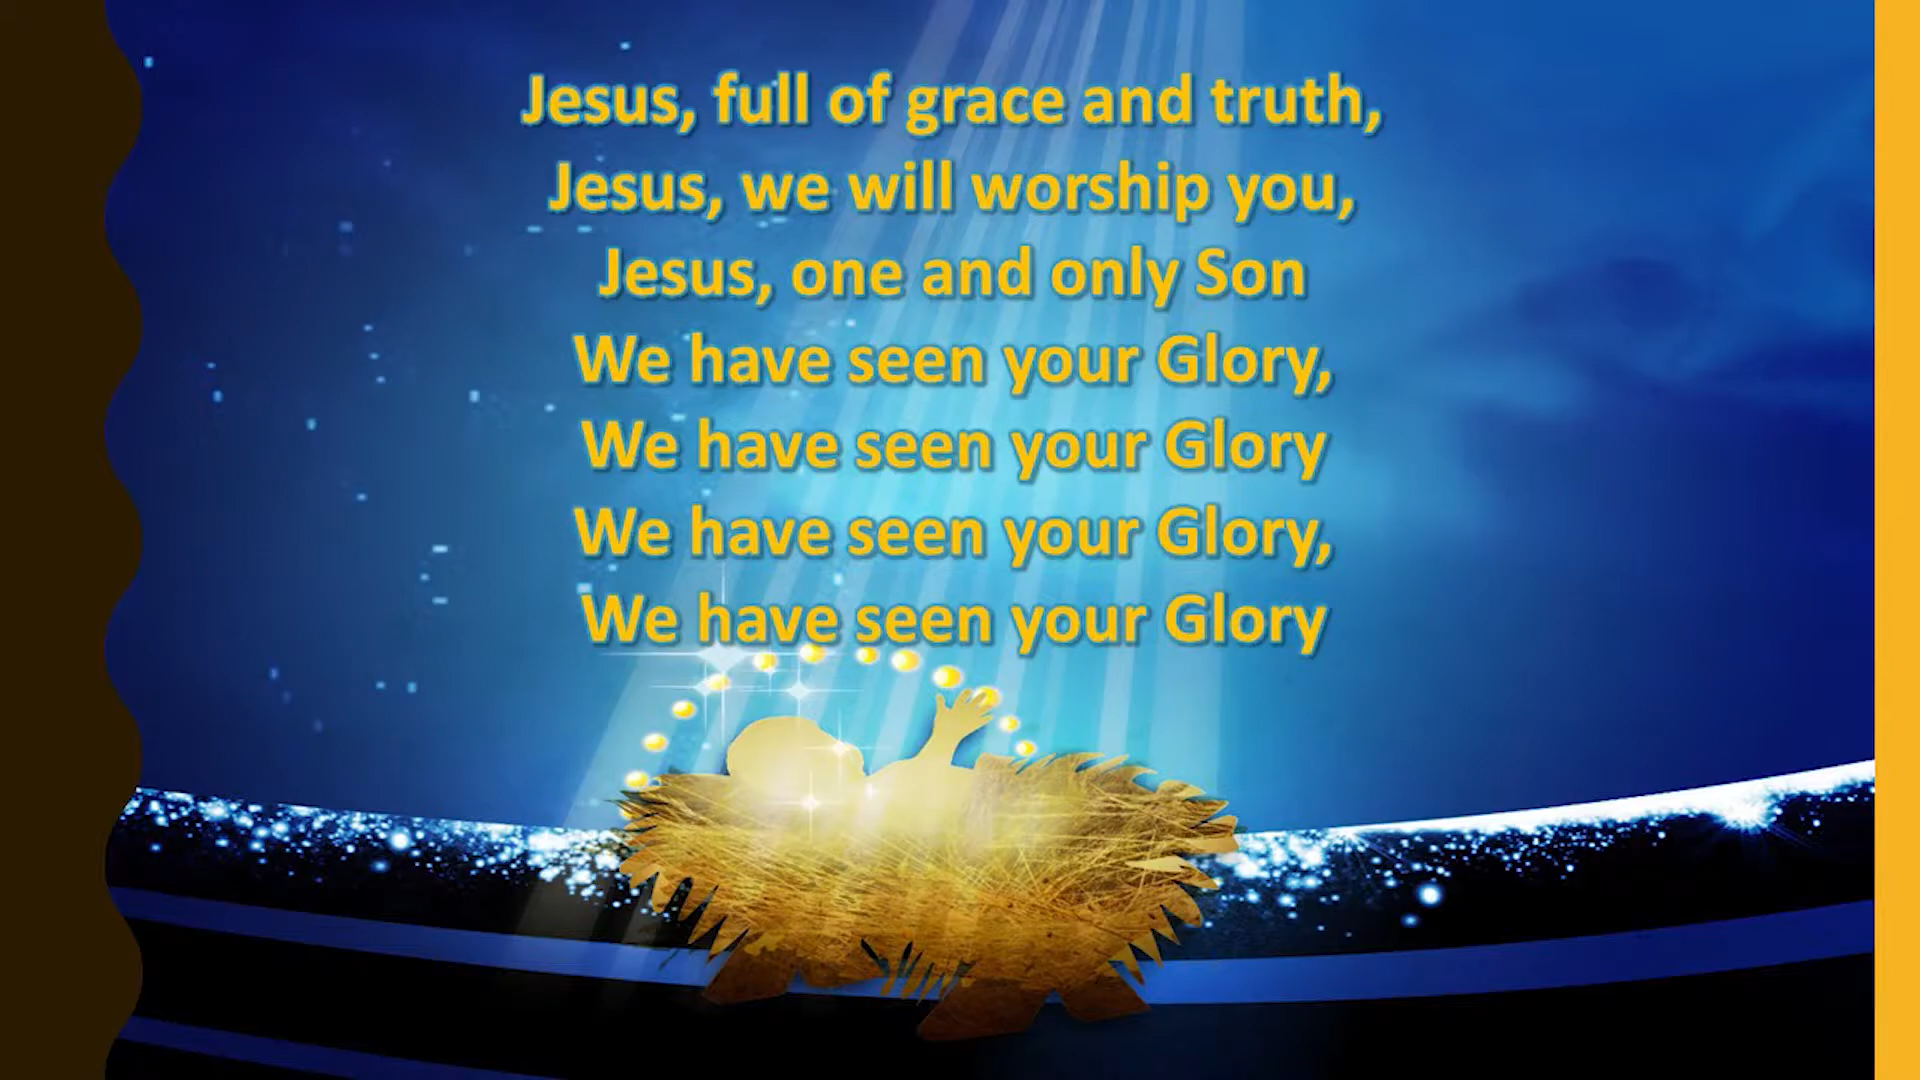 Jesus, full of grace and truth,
Jesus, we will worship you,
Jesus, one and only Son
We have seen your Glory,
We have seen your Glory
We have seen your Glory,
We have seen your Glory